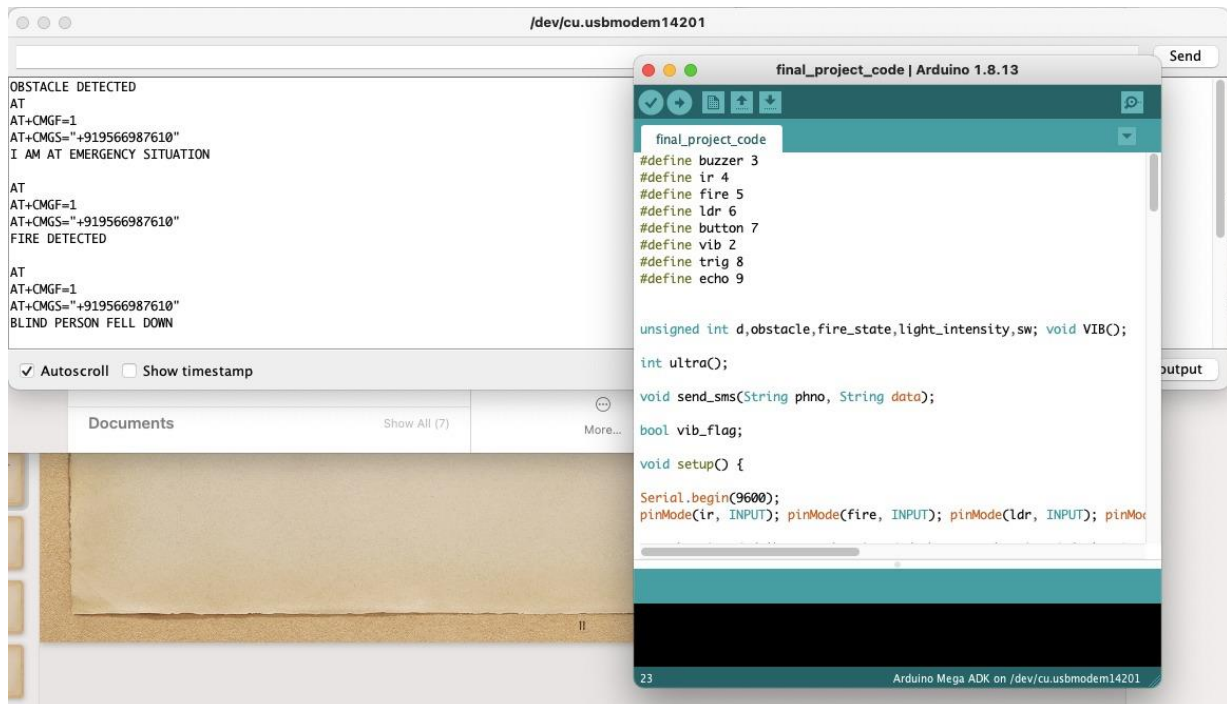 /dev/cu.usbmodem14201
Send
OBSTACLE DETECTED
AT
AT+CMGF=1
AT+CMGS="+919566987610"
I AM AT EMERGENCY SITUATION
AT
AT+CMGF=1
AT+CMGS="+919566987610"
FIRE DETECTED
AT
AT+CMGF=1
AT+CMGS="+919566987610"
BLIND PERSON FELL DOWN
Autoscroll
Show timestamp
output
Documents
Show All (7)
More...
final_project_code | Arduino 1.8.13
final_project_code
#define buzzer 3
#define ir 4
#define fire 5
#define ldr 6
#define button 7
#define vib 2
#define trig 8
#define echo 9
unsigned int d,obstacle,fire_state,light_intensity,sw; void VIB();
int ultra();
void send_sms(String phno, String data);
bool vib_flag;
void setup() {
Serial.begin(9600);
pinMode(ir, INPUT); pinMode(fire, INPUT); pinMode(ldr, INPUT);
23
Arduino Mega ADK on /dev/cu.usbmodem14201